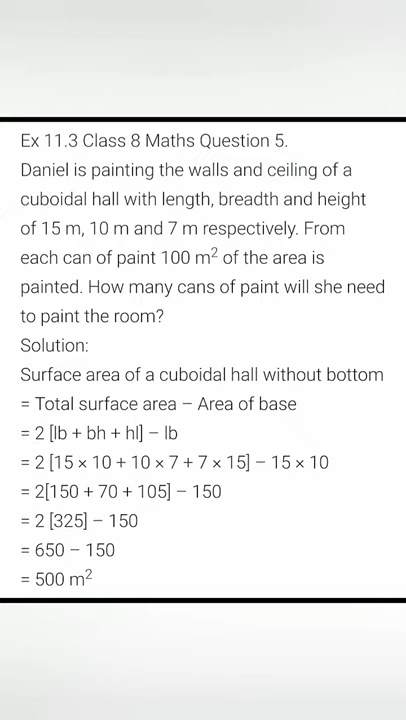 Ex 11.3 Class 8 Maths Question 5.
Daniel is painting the walls and ceiling of a
cuboidal hall with length, breadth and height
of 15 m, 10 m and 7 m respectively. From
each can of paint 100 m² of the area is
painted. How many cans of paint will she need
to paint the room?
Solution:
Surface area of a cuboidal hall without bottom
= Total surface area – Area of base
= 2 [lb + bh + hl] – lb
= 2 [15 × 10 + 10 × 7 + 7 × 15] – 15 × 10
= 2[150 + 70 + 105] – 150
= 2 [325] – 150
= 650 – 150
= 500 m²